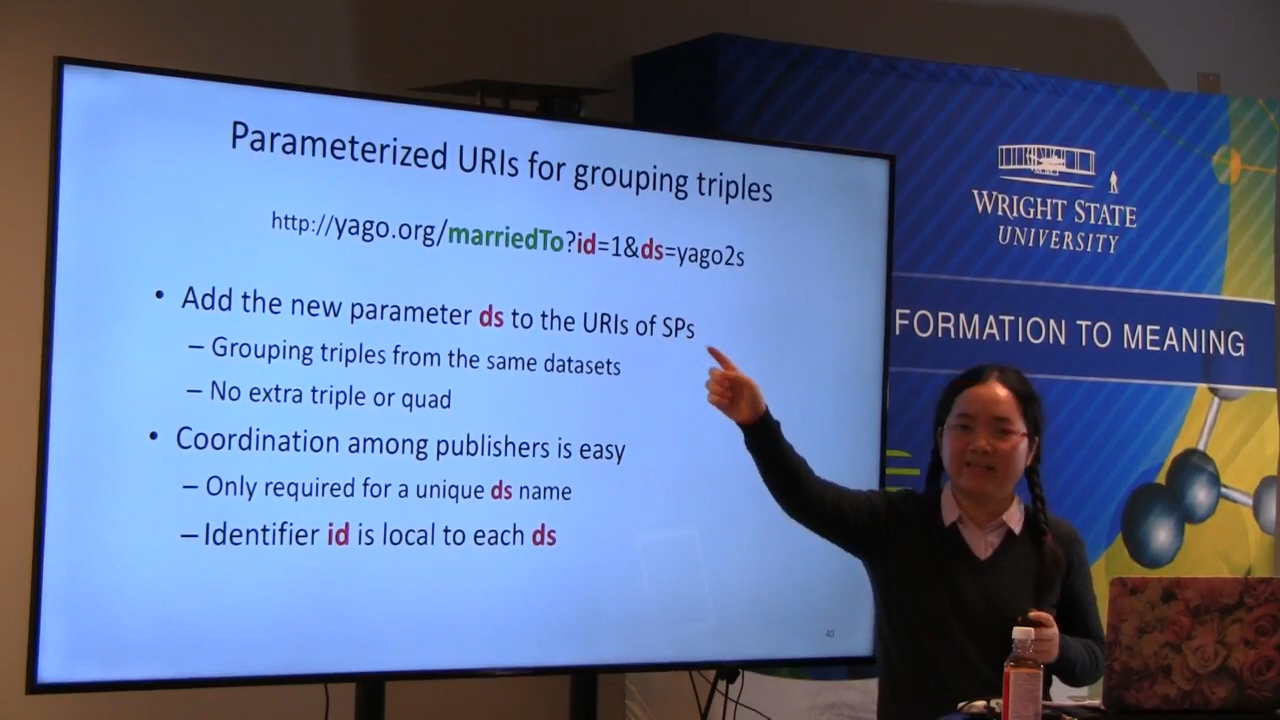 Parameterized URIs for grouping triples
http://yago.org/marriedTo?id=1&ds=yago2s
• Add the new parameter ds to the URIs of SPs
– Grouping triples from the same datasets
– No extra triple or quad
• Coordination among publishers is easy
– Only required for a unique ds name
– Identifier id is local to each ds
40
WRIGHT STATE
UNIVERSITY
FORMATION TO MEANING